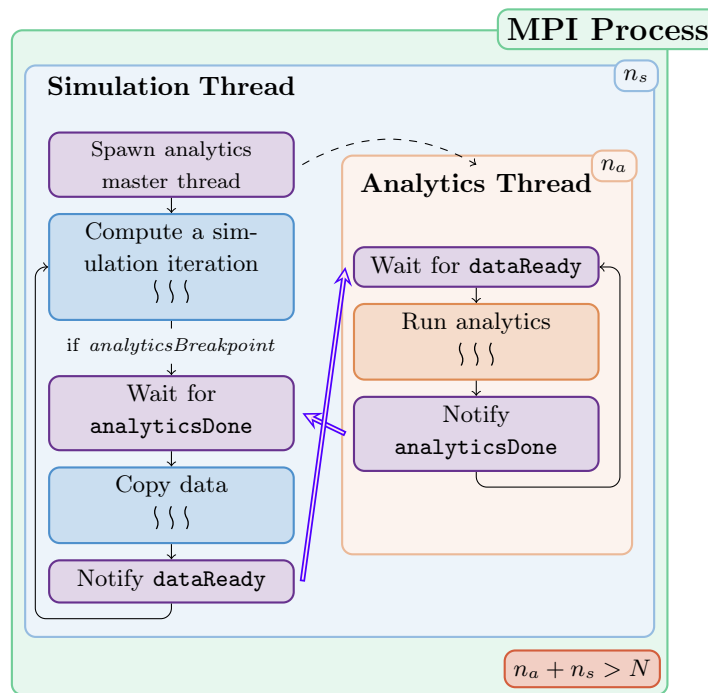 MPI Process
n_s
Simulation Thread
Spawn analytics
master thread
n_a
Analytics Thread
Compute a sim-
ulation iteration
Wait for dataReady
Run analytics
if analyticsBreakpoint
Wait for
analyticsDone
Notify
analyticsDone
Copy data
Notify dataReady
n_a + n_s > N